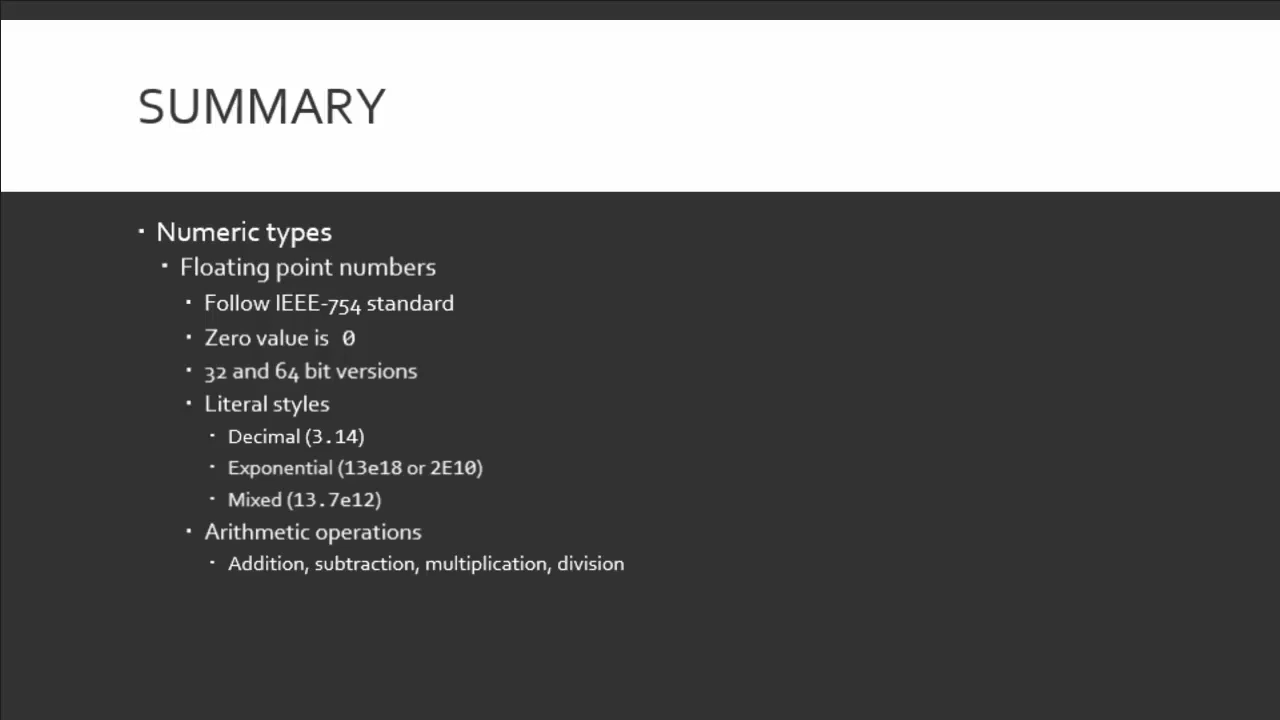 SUMMARY
▪ Numeric types
▪ Floating point numbers
▪ Follow IEEE-754 standard
▪ Zero value is 0
▪ 32 and 64 bit versions
▪ Literal styles
▪ Decimal (3.14)
▪ Exponential (13e18 or 2E10)
▪ Mixed (13.7e12)
▪ Arithmetic operations
▪ Addition, subtraction, multiplication, division